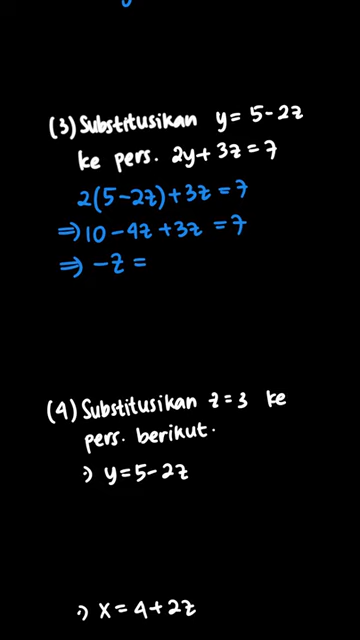 (3) Substitusikan y = 5 - 2z
ke pers. 2y + 3z = 7
2(5 - 2z) + 3z = 7
⇒ 10 - 4z + 3z = 7
⇒ -z =
(4) Substitusikan z = 3 ke
pers. berikut.
:) y = 5 - 2z
:) x = 4 + 2z